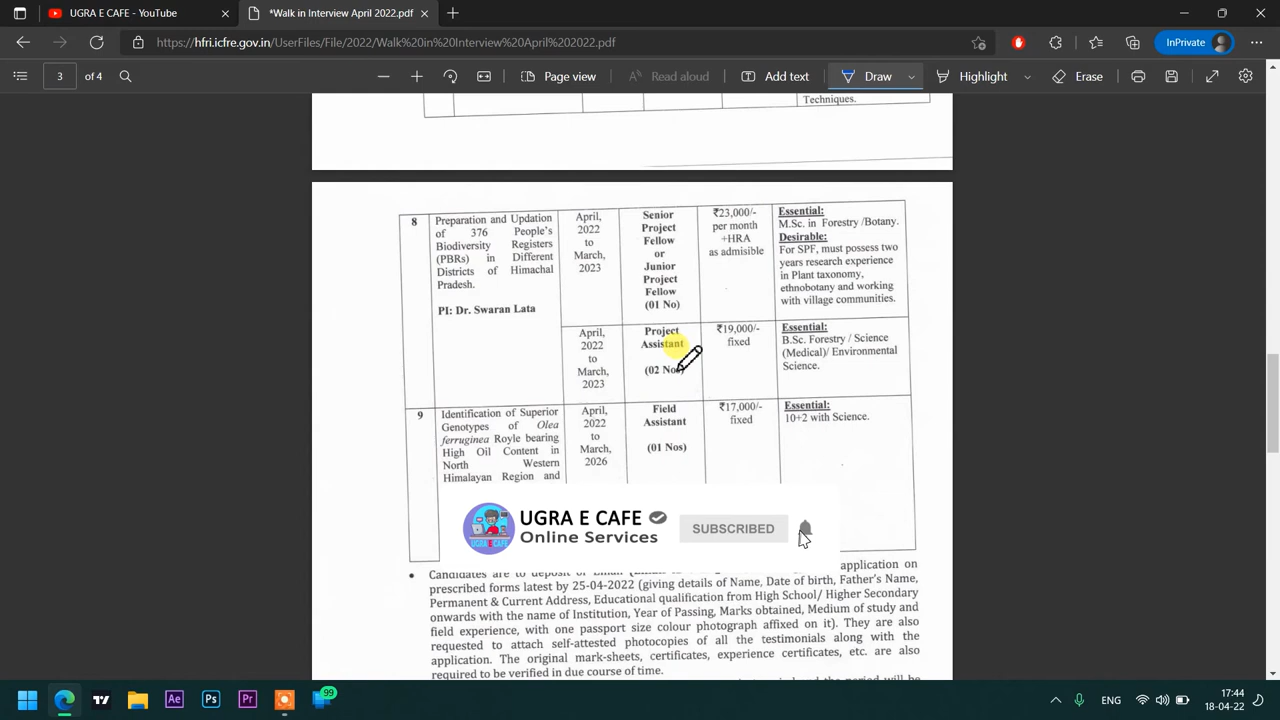 UGRA E CAFE - YouTube
*Walk in Interview April 2022.pdf
https://hfri.icfre.gov.in/UserFiles/File/2022/Walk%20in%20Interview%20April%202022.pdf
InPrivate
3 of 4
Page view
Read aloud
Add text
Draw
Highlight
Erase
Techniques.
8
Preparation and Updation
of 376 People's
Biodiversity Registers
(PBRs) in Different
Districts of Himachal
Pradesh.
PI: Dr. Swaran Lata
April,
2022
to
March,
2023
Senior
Project
Fellow
or
Junior
Project
Fellow
(01 No)
₹23,000/-
per month
+HRA
as admisible
Essential:
M.Sc. in Forestry /Botany.
Desirable:
For SPF, must possess two
years research experience
in Plant taxonomy,
ethnobotany and working
with village communities.
April,
2022
to
March,
2023
Project
Assistant
(02 Nos)
₹19,000/-
fixed
Essential:
B.Sc. Forestry / Science
(Medical)/ Environmental
Science.
9
Identification of Superior
Genotypes of Olea
ferruginea Royle bearing
High Oil Content in
North Western
Himalayan Region and
April,
2022
to
March,
2026
Field
Assistant
(01 Nos)
₹17,000/-
fixed
Essential:
10+2 with Science.
UGRA E CAFE
Online Services
SUBSCRIBED
• Candidates are to deposit or application on
prescribed forms latest by 25-04-2022 (giving details of Name, Date of birth, Father's Name,
Permanent & Current Address, Educational qualification from High School/ Higher Secondary
onwards with the name of Institution, Year of Passing, Marks obtained, Medium of study and
field experience, with one passport size colour photograph affixed on it). They are also
requested to attach self-attested photocopies of all the testimonials along with the
application. The original mark-sheets, certificates, experience certificates, etc. are also
required to be verified in due course of time.
and the period will be
99
ENG
17:44
18-04-22